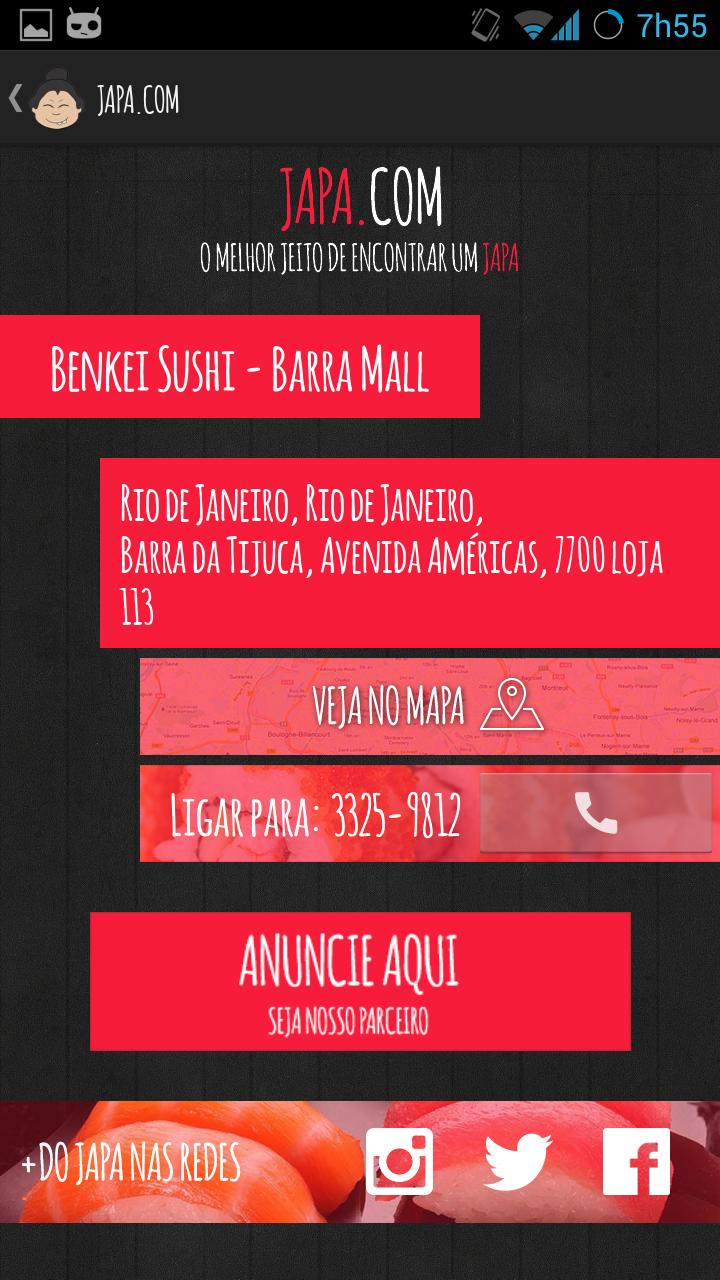 7h55
JAPA.COM
JAPA.COM
O MELHOR JEITO DE ENCONTRAR UM JAPA
BENKEI SUSHI - BARRA MALL
RIO DE JANEIRO, RIO DE JANEIRO,
BARRA DA TIJUCA, AVENIDA AMÉRICAS, 7700 LOJA
113
VEJA NO MAPA
LIGAR PARA: 3325-9812
ANUNCIE AQUI
SEJA NOSSO PARCEIRO
+DO JAPA NAS REDES